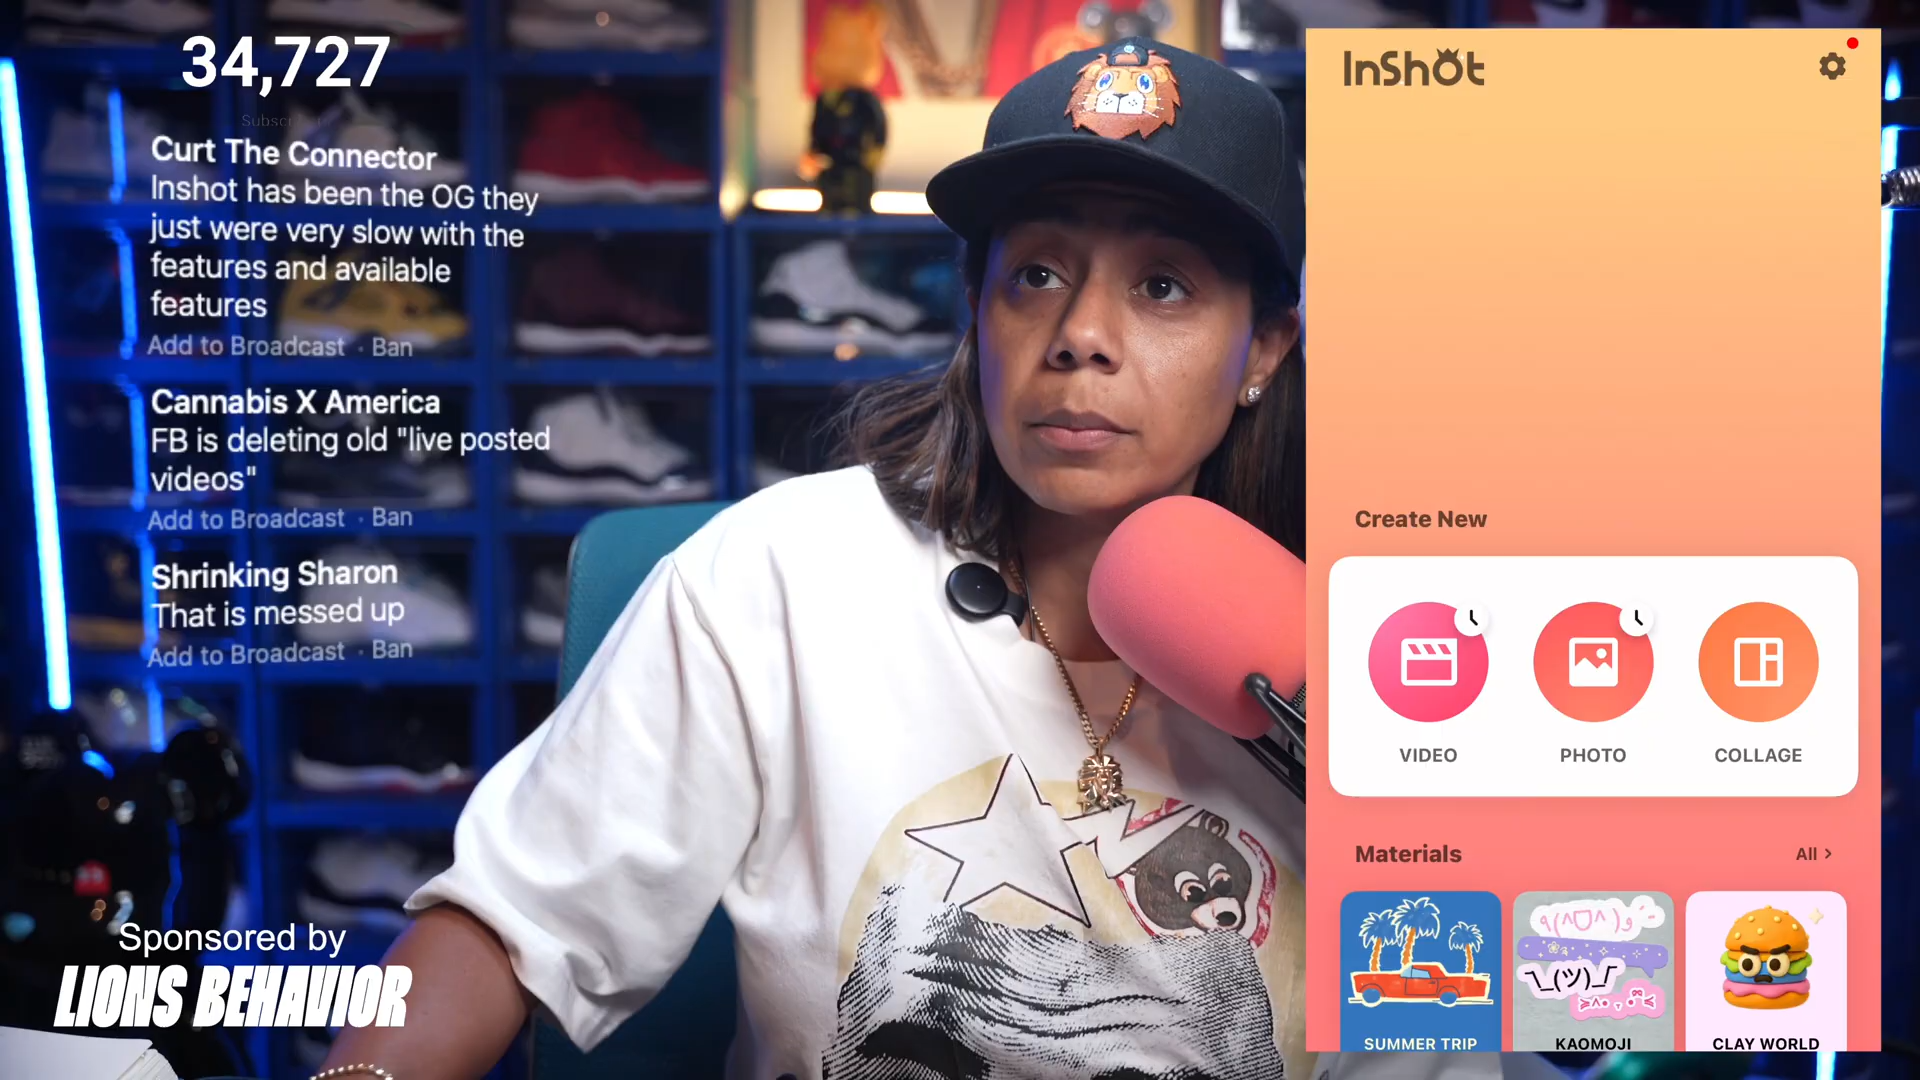 34,727
Subscribers
Curt The Connector
Inshot has been the OG they
just were very slow with the
features and available
features
Add to Broadcast · Ban
Cannabis X America
FB is deleting old "live posted
videos"
Add to Broadcast · Ban
Shrinking Sharon
That is messed up
Add to Broadcast · Ban
Sponsored by
LIONS BEHAVIOR
InShOt
Create New
VIDEO
PHOTO
COLLAGE
Materials
All >
q(^ᗜ^)و
¯\_(ツ)_/¯
SUMMER TRIP
KAOMOJI
CLAY WORLD